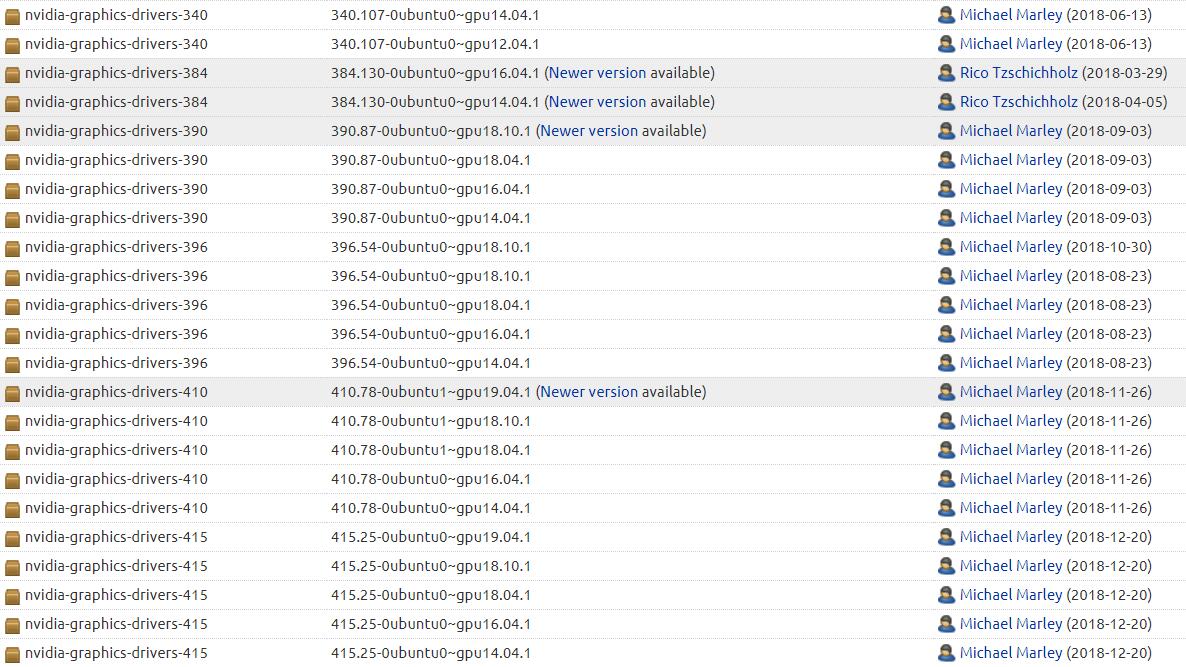 nvidia-graphics-drivers-340 340.107-0ubuntu0~gpu14.04.1 Michael Marley (2018-06-13)
nvidia-graphics-drivers-340 340.107-0ubuntu0~gpu12.04.1 Michael Marley (2018-06-13)
nvidia-graphics-drivers-384 384.130-0ubuntu0~gpu16.04.1 (Newer version available) Rico Tzschichholz (2018-03-29)
nvidia-graphics-drivers-384 384.130-0ubuntu0~gpu14.04.1 (Newer version available) Rico Tzschichholz (2018-04-05)
nvidia-graphics-drivers-390 390.87-0ubuntu0~gpu18.10.1 (Newer version available) Michael Marley (2018-09-03)
nvidia-graphics-drivers-390 390.87-0ubuntu0~gpu18.04.1 Michael Marley (2018-09-03)
nvidia-graphics-drivers-390 390.87-0ubuntu0~gpu16.04.1 Michael Marley (2018-09-03)
nvidia-graphics-drivers-390 390.87-0ubuntu0~gpu14.04.1 Michael Marley (2018-09-03)
nvidia-graphics-drivers-396 396.54-0ubuntu0~gpu18.10.1 Michael Marley (2018-10-30)
nvidia-graphics-drivers-396 396.54-0ubuntu0~gpu18.10.1 Michael Marley (2018-08-23)
nvidia-graphics-drivers-396 396.54-0ubuntu0~gpu18.04.1 Michael Marley (2018-08-23)
nvidia-graphics-drivers-396 396.54-0ubuntu0~gpu16.04.1 Michael Marley (2018-08-23)
nvidia-graphics-drivers-396 396.54-0ubuntu0~gpu14.04.1 Michael Marley (2018-08-23)
nvidia-graphics-drivers-410 410.78-0ubuntu1~gpu19.04.1 (Newer version available) Michael Marley (2018-11-26)
nvidia-graphics-drivers-410 410.78-0ubuntu1~gpu18.10.1 Michael Marley (2018-11-26)
nvidia-graphics-drivers-410 410.78-0ubuntu1~gpu18.04.1 Michael Marley (2018-11-26)
nvidia-graphics-drivers-410 410.78-0ubuntu0~gpu16.04.1 Michael Marley (2018-11-26)
nvidia-graphics-drivers-410 410.78-0ubuntu0~gpu14.04.1 Michael Marley (2018-11-26)
nvidia-graphics-drivers-415 415.25-0ubuntu0~gpu19.04.1 Michael Marley (2018-12-20)
nvidia-graphics-drivers-415 415.25-0ubuntu0~gpu18.10.1 Michael Marley (2018-12-20)
nvidia-graphics-drivers-415 415.25-0ubuntu0~gpu18.04.1 Michael Marley (2018-12-20)
nvidia-graphics-drivers-415 415.25-0ubuntu0~gpu16.04.1 Michael Marley (2018-12-20)
nvidia-graphics-drivers-415 415.25-0ubuntu0~gpu14.04.1 Michael Marley (2018-12-20)